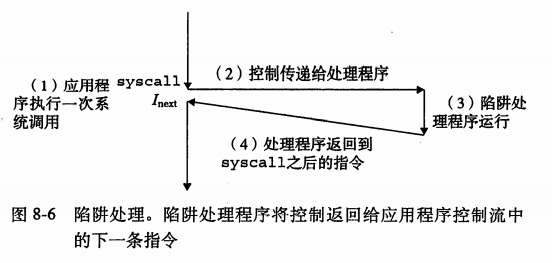 (1)应用程
序执行一次系
统调用
syscall
Inext
(2)控制传递给处理程序
(3)陷阱处
理程序运行
(4)处理程序返回到
syscall之后的指令
图 8-6 陷阱处理。陷阱处理程序将控制返回给应用程序控制流中
的下一条指令